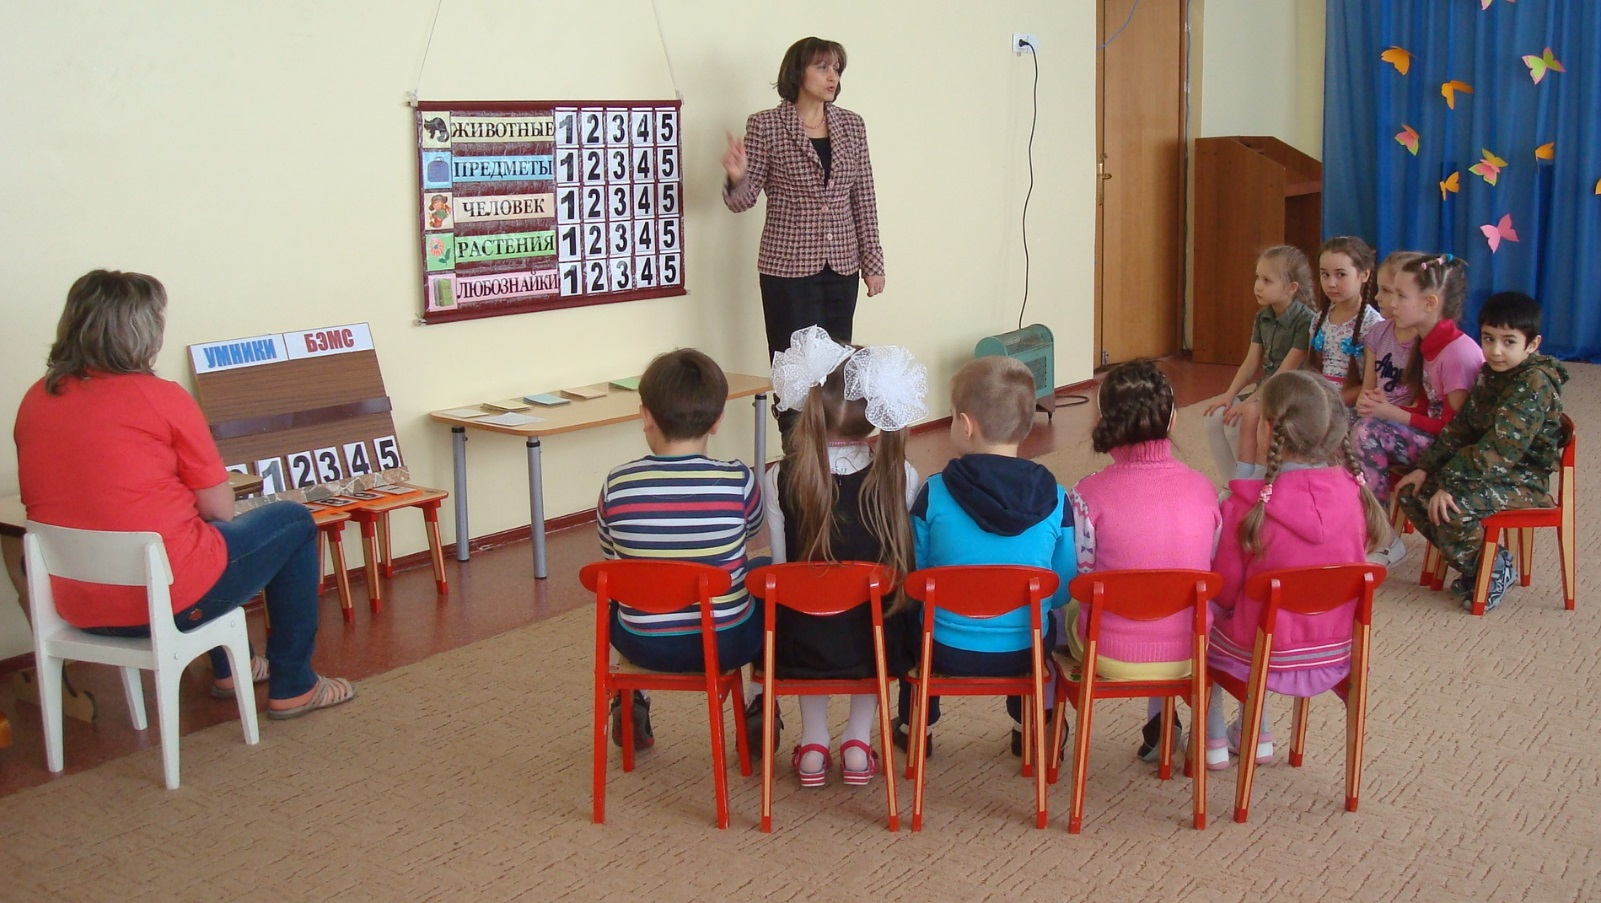 ЖИВОТНЫЕ 1 2 3 4 5
ПРЕДМЕТЫ 1 2 3 4 5
ЧЕЛОВЕК 1 2 3 4 5
РАСТЕНИЯ 1 2 3 4 5
ЛЮБОЗНАЙКИ 1 2 3 4 5
УМНИКИ БЭМС
1 2 3 4 5